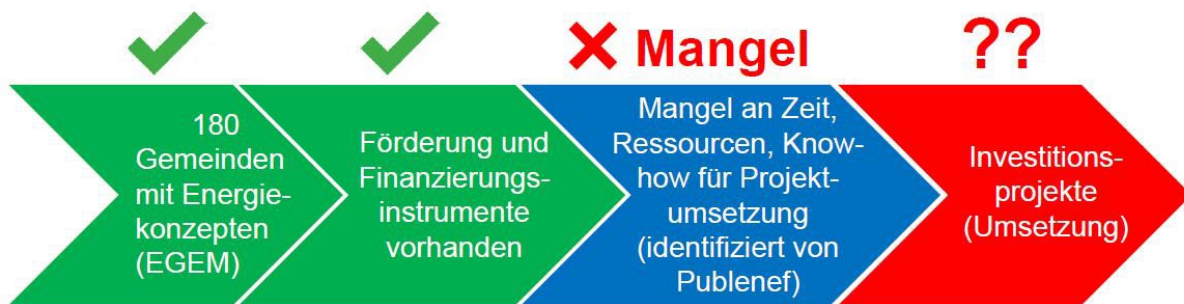 Mangel
??
180
Gemeinden
mit Energie-
konzepten
(EGEM)
Förderung und
Finanzierungs-
instrumente
vorhanden
Mangel an Zeit,
Ressourcen, Know-
how für Projekt-
umsetzung
(identifiziert von
Publenef)
Investitions-
projekte
(Umsetzung)